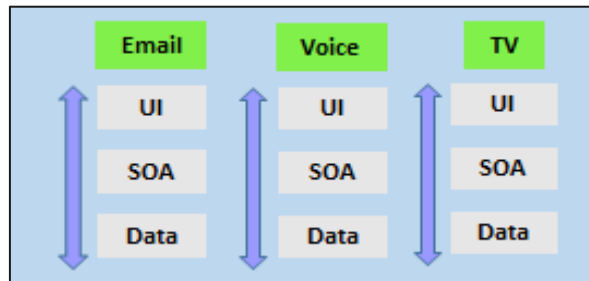 Email Voice TV
UI UI UI
SOA SOA SOA
Data Data Data